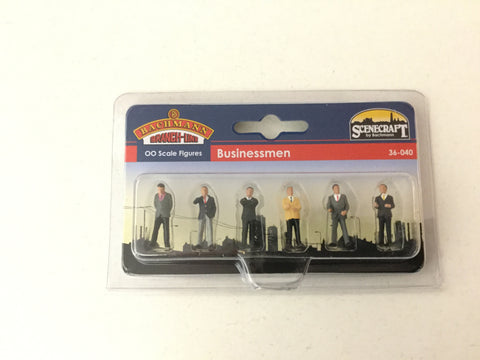 BACHMANN
BRANCH-LINE
OO Scale Figures
Businessmen
SCENECRAFT
by Bachmann
36-040